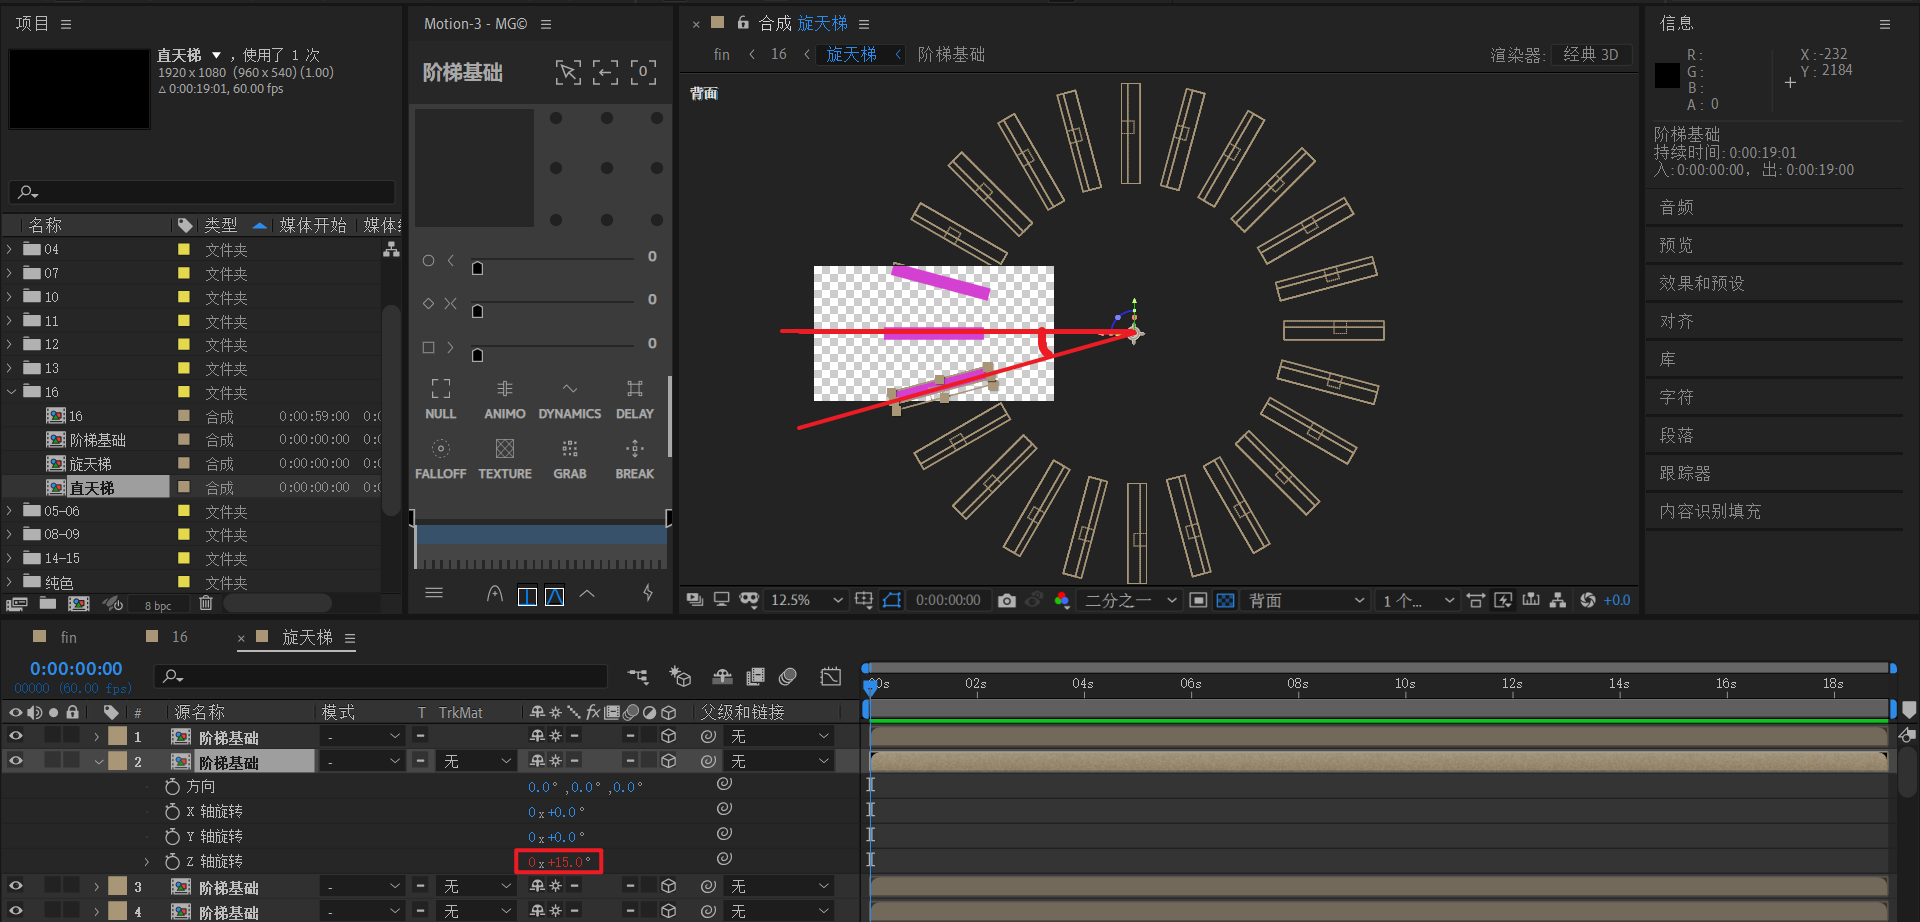 项目
直天梯 ▼ ，使用了 1 次
1920 x 1080 (960 x 540) (1.00)
△ 0:00:19:01, 60.00 fps
名称 类型 媒体开始
04 文件夹
07 文件夹
10 文件夹
11 文件夹
12 文件夹
13 文件夹
16 文件夹
16 合成 0:00:59:00
阶梯基础 合成 0:00:00:00
旋天梯 合成 0:00:00:00
直天梯 合成 0:00:00:00
05-06 文件夹
08-09 文件夹
14-15 文件夹
纯色 文件夹
8 bpc
Motion-3 - MG©
阶梯基础
0
0
0
0
NULL ANIMO DYNAMICS DELAY
FALLOFF TEXTURE GRAB BREAK
× 合成 旋天梯
fin < 16 < 旋天梯 < 阶梯基础
渲染器: 经典 3D
背面
12.5% 0:00:00:00 二分之一 背面 1 个... +0.0
信息
R : X : -232
G : Y : 2184
B :
A : 0
阶梯基础
持续时间: 0:00:19:01
入: 0:00:00:00, 出: 0:00:19:00
音频
预览
效果和预设
对齐
库
字符
段落
跟踪器
内容识别填充
fin 16 × 旋天梯
0:00:00:00
00000 (60.00 fps)
:00s 02s 04s 06s 08s 10s 12s 14s 16s 18s
# 源名称 模式 T TrkMat fx 父级和链接
1 阶梯基础 - 无
2 阶梯基础 - 无 无
方向 0.0° ,0.0° ,0.0°
X 轴旋转 0 x +0.0°
Y 轴旋转 0 x +0.0°
Z 轴旋转 0 x +15.0°
3 阶梯基础 - 无 无
4 阶梯基础 - 无 无